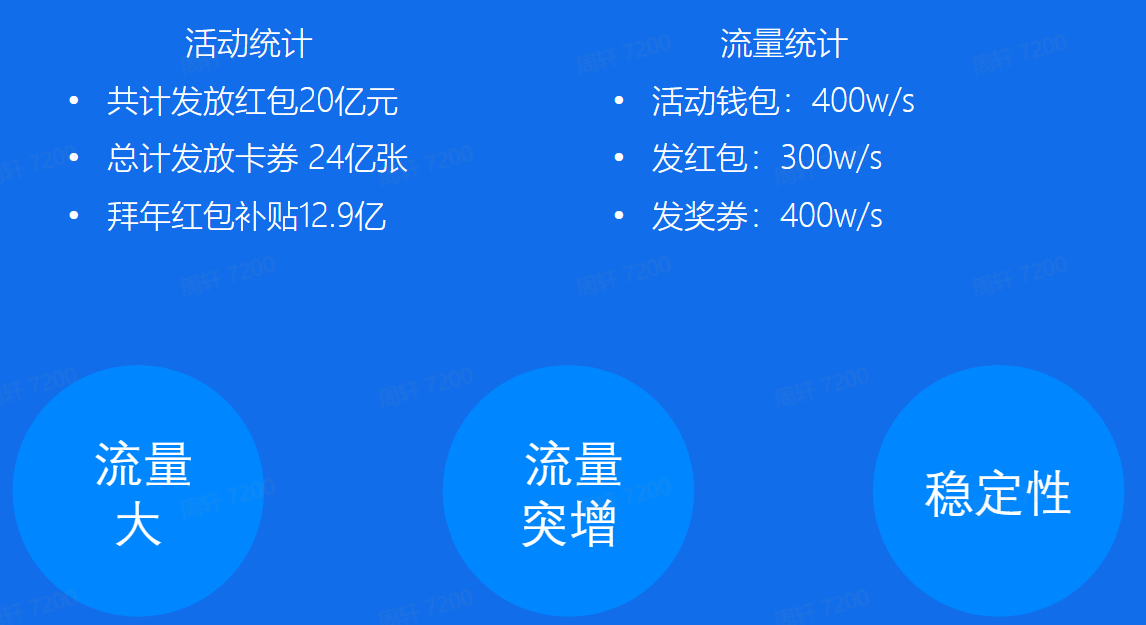 活动统计
• 共计发放红包20亿元
• 总计发放卡券 24亿张
• 拜年红包补贴12.9亿
流量统计
• 活动钱包：400w/s
• 发红包：300w/s
• 发奖券：400w/s
流量
大
流量
突增
稳定性
周轩 7200